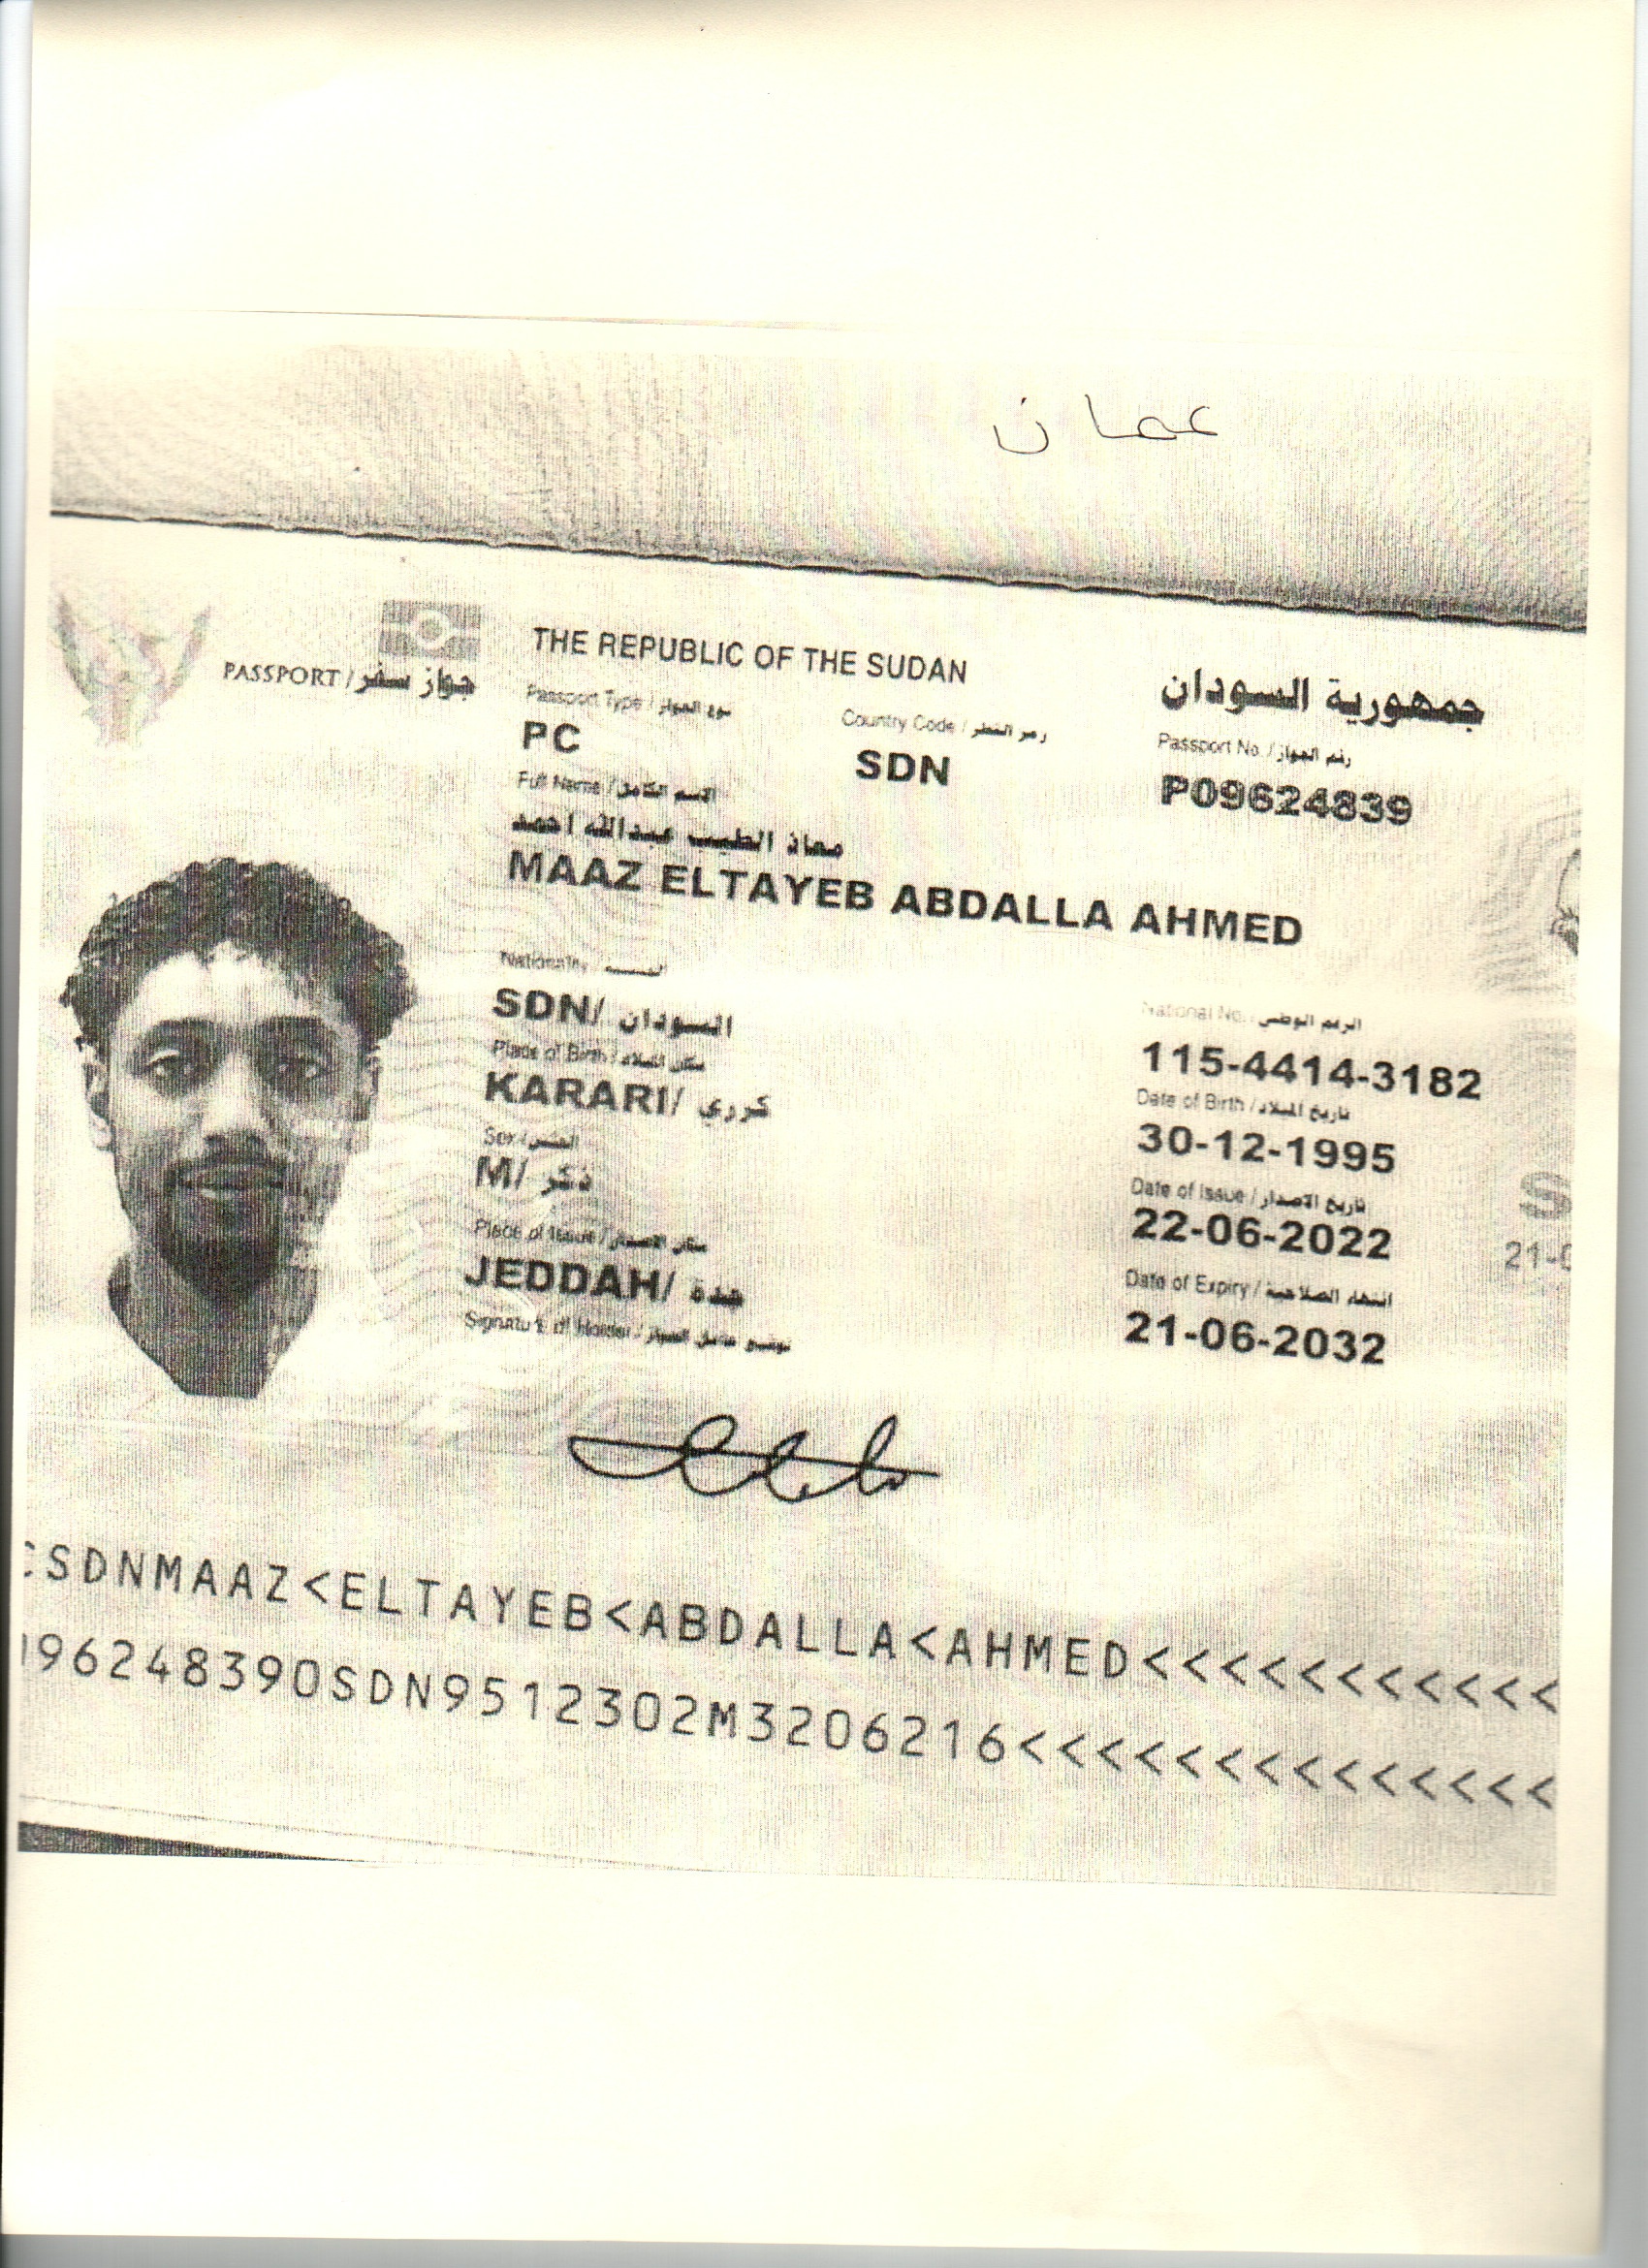 عمان
THE REPUBLIC OF THE SUDAN
جمهورية السودان
PASSPORT / جواز سفر
Passport Type / نوع الجواز
Country Code / رمز القطر
Passport No. / رقم الجواز
PC
SDN
P09624839
Full Name / الاسم الكامل
معاذ الطيب عبدالله احمد
MAAZ ELTAYEB ABDALLA AHMED
Nationality / الجنسية
National No. / الرقم الوطني
SDN/ السودان
115-4414-3182
Place of Birth / مكان الميلاد
Date of Birth / تاريخ الميلاد
KARARI/ كرري
30-12-1995
Sex / الجنس
Date of Issue / تاريخ الاصدار
M/ ذكر
22-06-2022
Place of Issue / مكان الاصدار
Date of Expiry / انتهاء الصلاحية
JEDDAH/ جدة
21-06-2032
Signature of Holder / توقيع حامل الجواز
SDNMAAZ<ELTAYEB<ABDALLA<AHMED<<<<<<<<<<<
96248390SDN9512302M3206216<<<<<<<<<<<<<<